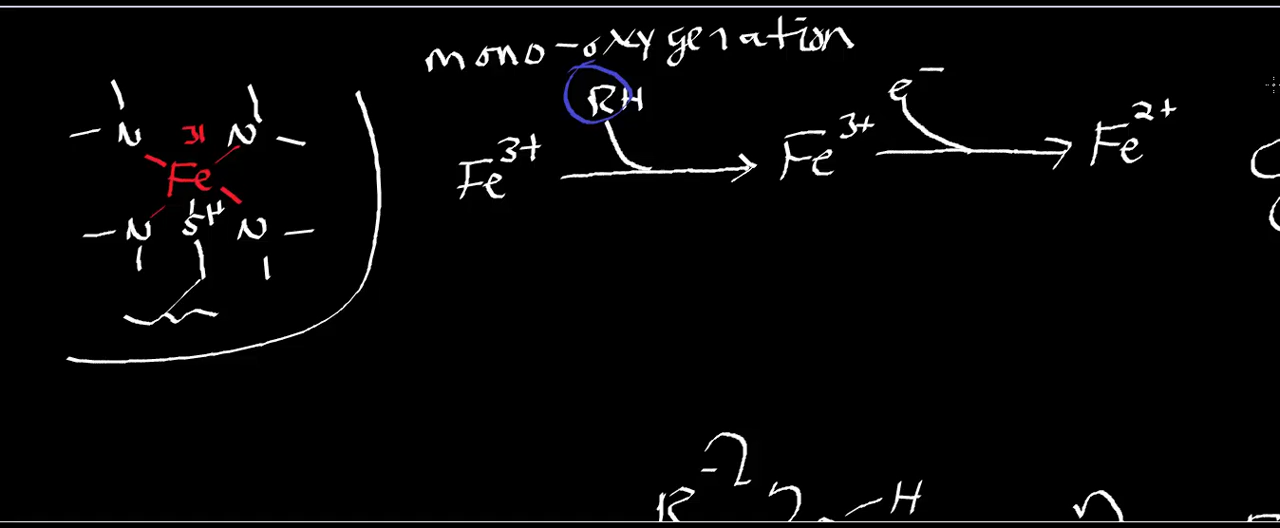 mono-oxygenation
RH e⁻
Fe³⁺ Fe³⁺ Fe²⁺
N N
Fe
N SH N
R
H